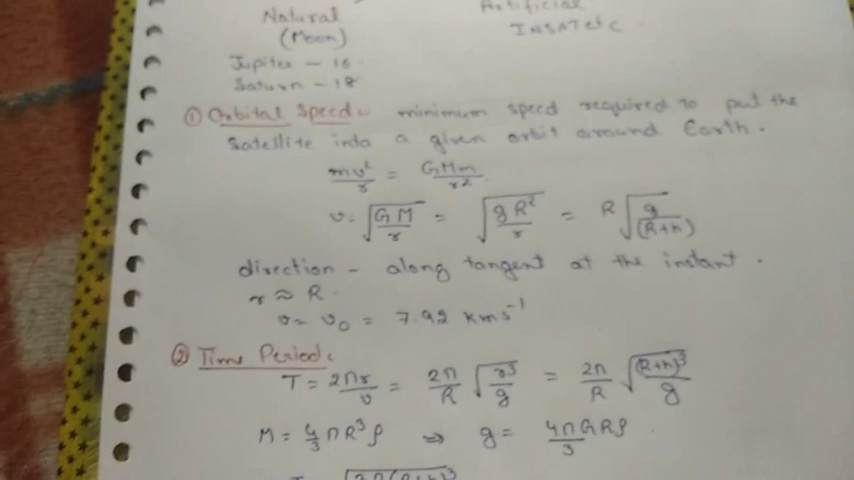 Natural Artificial
(Moon) INSAT etc
Jupiter – 16
Saturn – 18
① Orbital Speed:- minimum speed required to put the
satellite into a given orbit around Earth.
mv²/r = GMm/r²
v = √(GM/r) = √(gR²/r) = R√(g/(R+h))
direction – along tangent at the instant.
r ≈ R.
v = v₀ = 7.92 kms⁻¹
② Time Period:-
T = 2πr/v = 2π/R √(r³/g) = 2π/R √((R+h)³/g)
M = 4/3 πR³ρ ⇒ g = 4πGRρ/3